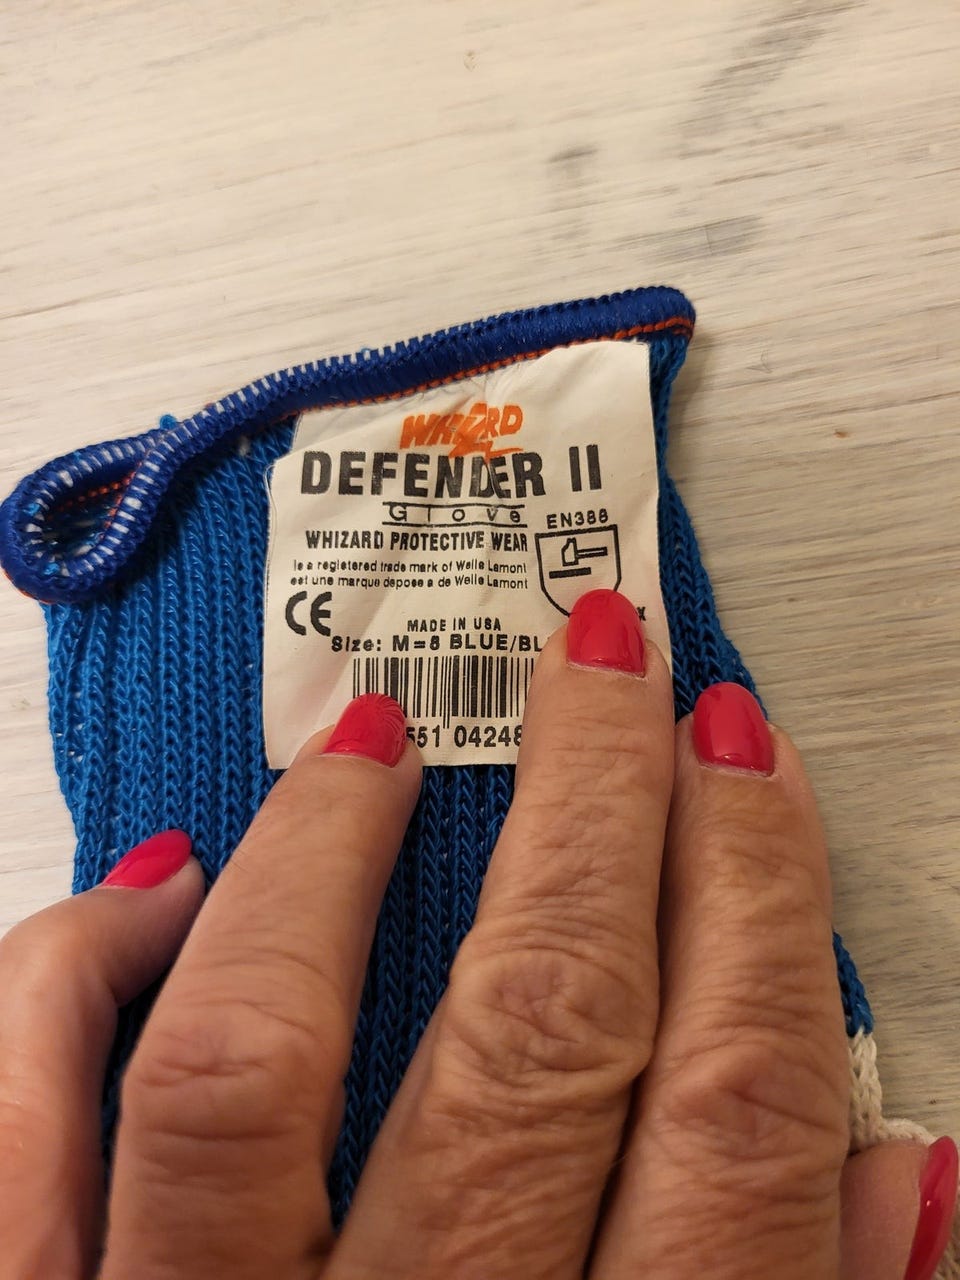 WHIZARD
DEFENDER II
Glove
EN388
WHIZARD PROTECTIVE WEAR
is a registered trade mark of Wells Lamont
est une marque depose e de Wells Lamont
CE
MADE IN USA
Size: M=8 BLUE/BL
551 04248